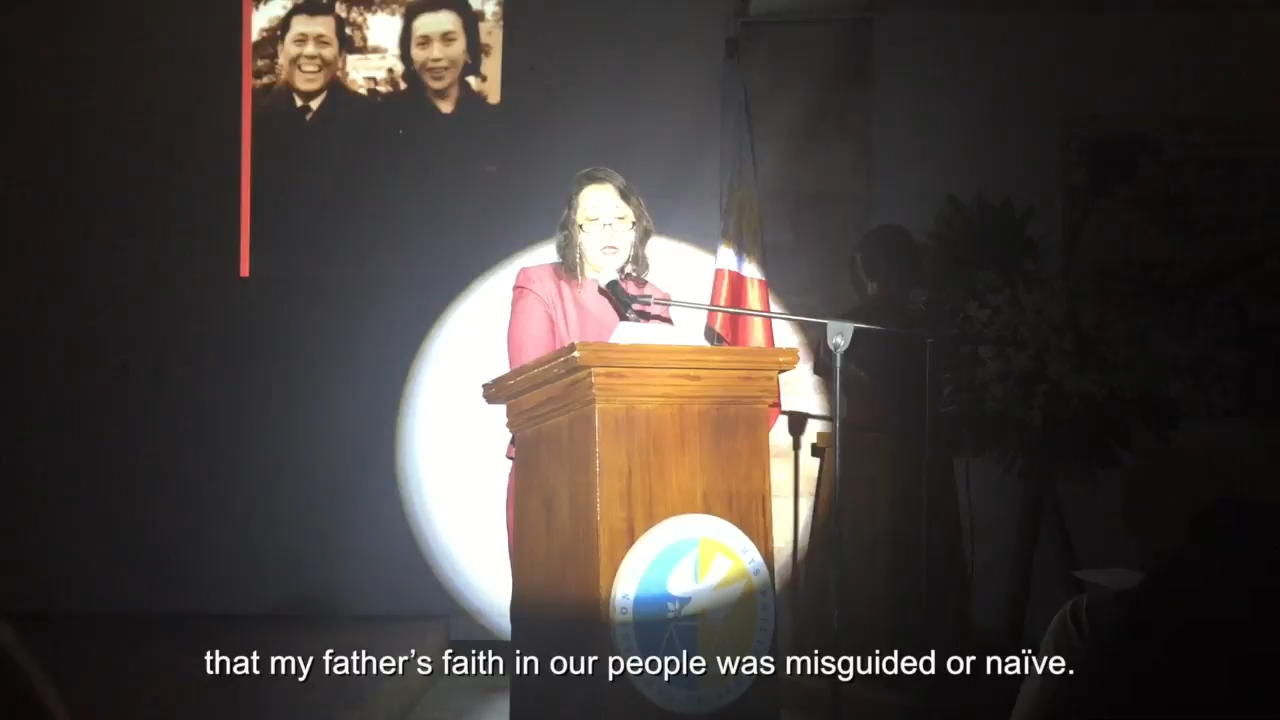 that my father’s faith in our people was misguided or naïve.